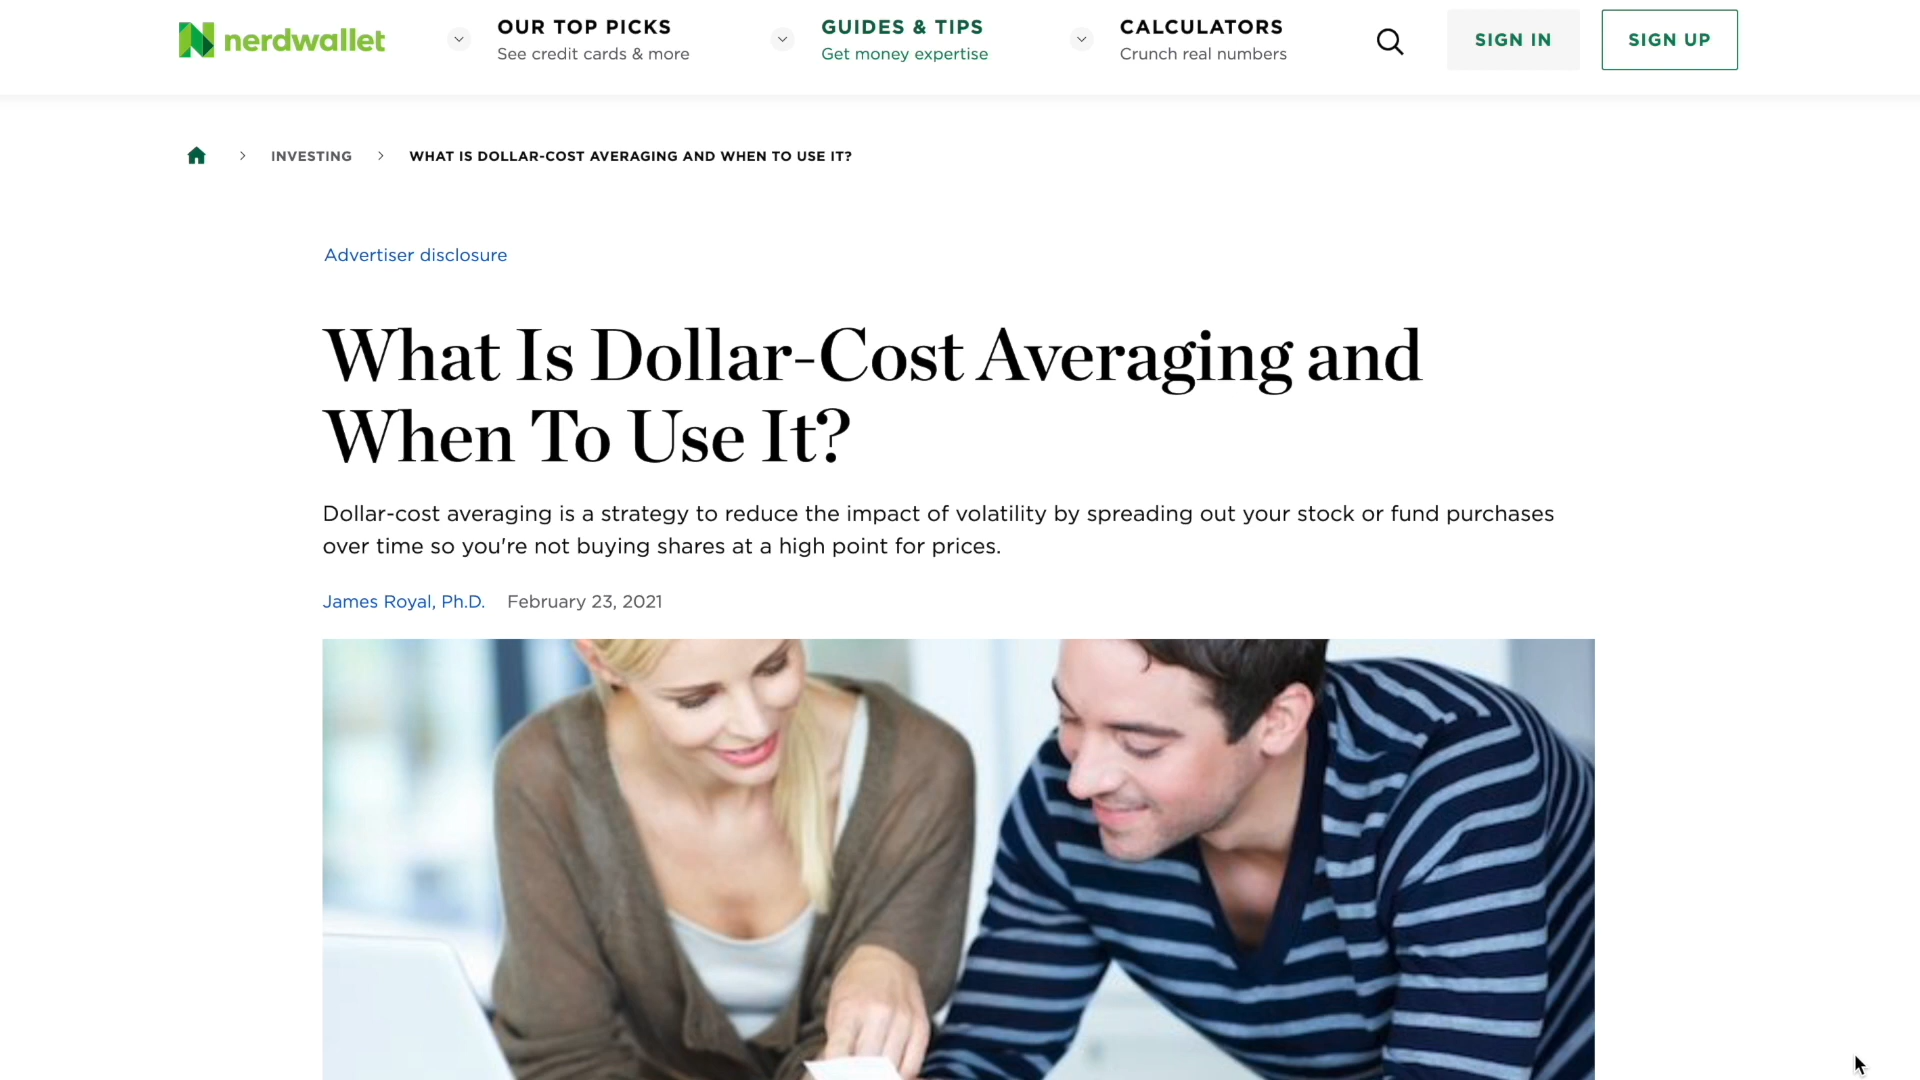 nerdwallet
OUR TOP PICKS
See credit cards & more
GUIDES & TIPS
Get money expertise
CALCULATORS
Crunch real numbers
SIGN IN
SIGN UP
INVESTING
WHAT IS DOLLAR-COST AVERAGING AND WHEN TO USE IT?
Advertiser disclosure
What Is Dollar-Cost Averaging and
When To Use It?
Dollar-cost averaging is a strategy to reduce the impact of volatility by spreading out your stock or fund purchases
over time so you're not buying shares at a high point for prices.
James Royal, Ph.D. February 23, 2021